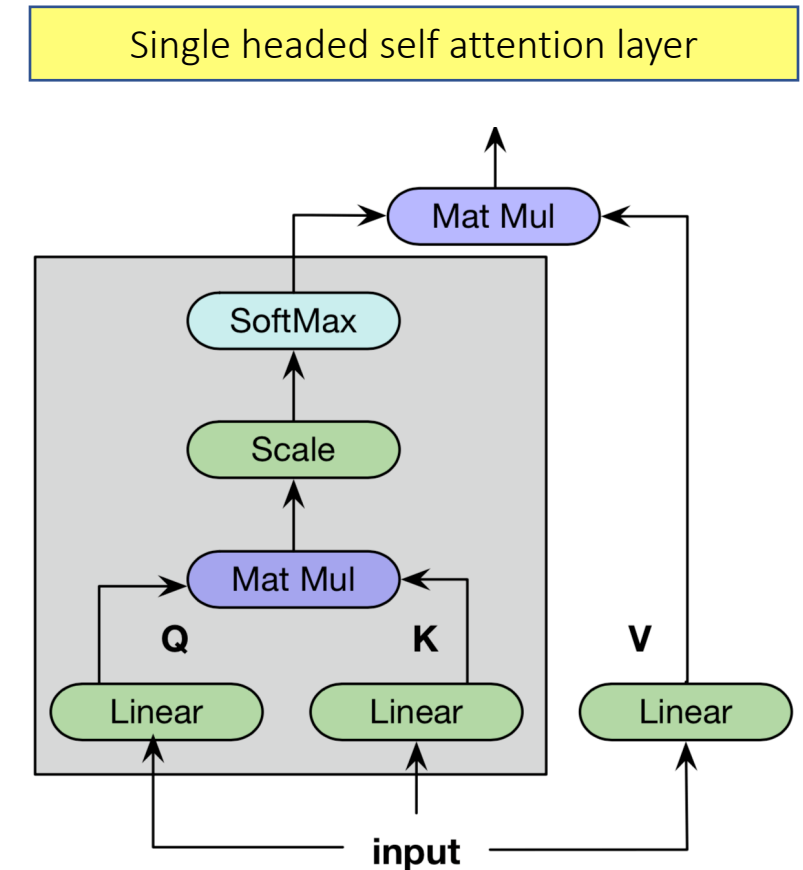 Single headed self attention layer
Mat Mul
SoftMax
Scale
Mat Mul
Q K V
Linear Linear Linear
input